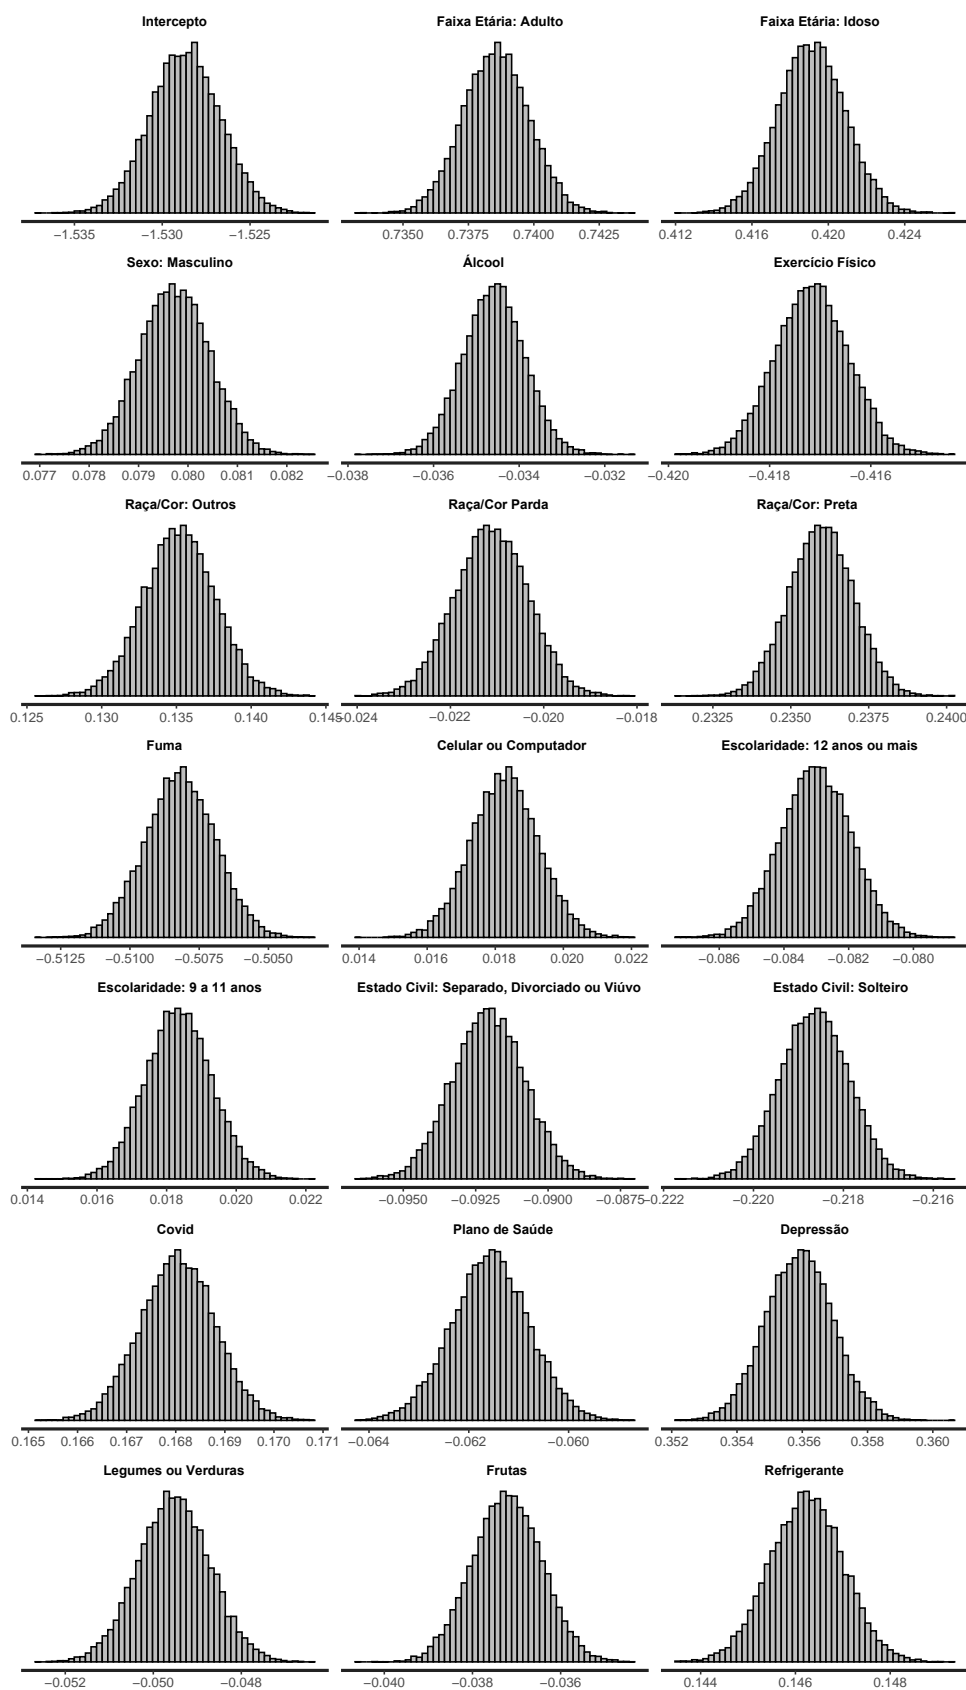 Intercepto Faixa Etária: Adulto Faixa Etária: Idoso
−1.535 −1.530 −1.525 0.7350 0.7375 0.7400 0.7425 0.412 0.416 0.420 0.424
Sexo: Masculino Álcool Exercício Físico
0.077 0.078 0.079 0.080 0.081 0.082 −0.038 −0.036 −0.034 −0.032 −0.420 −0.418 −0.416
Raça/Cor: Outros Raça/Cor Parda Raça/Cor: Preta
0.125 0.130 0.135 0.140 0.145 −0.024 −0.022 −0.020 −0.018 0.2325 0.2350 0.2375 0.2400
Fuma Celular ou Computador Escolaridade: 12 anos ou mais
−0.5125 −0.5100 −0.5075 −0.5050 0.014 0.016 0.018 0.020 0.022 −0.086 −0.084 −0.082 −0.080
Escolaridade: 9 a 11 anos Estado Civil: Separado, Divorciado ou Viúvo Estado Civil: Solteiro
0.014 0.016 0.018 0.020 0.022 −0.0950 −0.0925 −0.0900 −0.0875 −0.222 −0.220 −0.218 −0.216
Covid Plano de Saúde Depressão
0.165 0.166 0.167 0.168 0.169 0.170 0.171 −0.064 −0.062 −0.060 0.352 0.354 0.356 0.358 0.360
Legumes ou Verduras Frutas Refrigerante
−0.052 −0.050 −0.048 −0.040 −0.038 −0.036 0.144 0.146 0.148